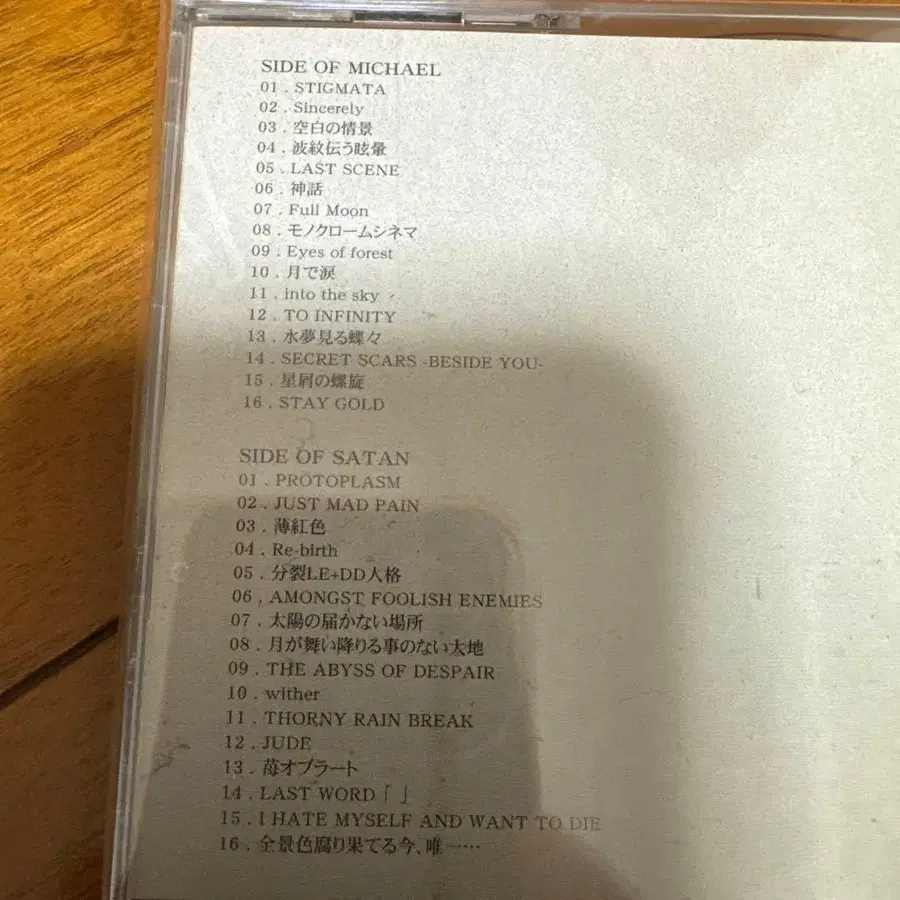 SIDE OF MICHAEL
01 . STIGMATA
02 . Sincerely
03 . 空白の情景
04 . 波紋伝う眩暈
05 . LAST SCENE
06 . 神話
07 . Full Moon
08 . モノクロームシネマ
09 . Eyes of forest
10 . 月で涙
11 . into the sky
12 . TO INFINITY
13 . 水夢見る蝶々
14 . SECRET SCARS -BESIDE YOU-
15 . 星屑の螺旋
16 . STAY GOLD
SIDE OF SATAN
01 . PROTOPLASM
02 . JUST MAD PAIN
03 . 薄紅色
04 . Re-birth
05 . 分裂LE+DD人格
06 . AMONGST FOOLISH ENEMIES
07 . 太陽の届かない場所
08 . 月が舞い降りる事のない大地
09 . THE ABYSS OF DESPAIR
10 . wither
11 . THORNY RAIN BREAK
12 . JUDE
13 . 苺オブラート
14 . LAST WORD「 」
15 . I HATE MYSELF AND WANT TO DIE
16 . 全景色腐り果てる今、唯……